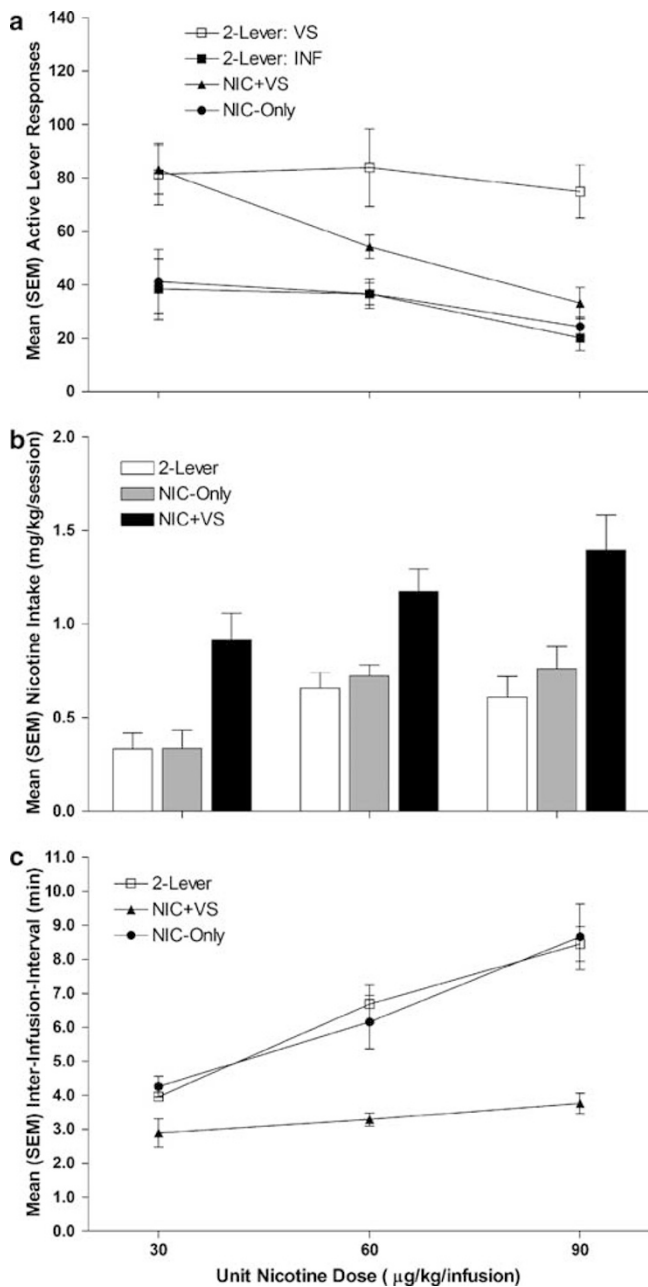 a
Mean (SEM) Active Lever Responses
140
120
100
80
60
40
20
0
2-Lever: VS
2-Lever: INF
NIC+VS
NIC-Only
b
Mean (SEM) Nicotine Intake (mg/kg/session)
2.0
1.5
1.0
0.5
0.0
2-Lever
NIC-Only
NIC+VS
c
Mean (SEM) Inter-Infusion-Interval (min)
11.0
10.0
9.0
8.0
7.0
6.0
5.0
4.0
3.0
2.0
1.0
0.0
2-Lever
NIC+VS
NIC-Only
30 60 90
Unit Nicotine Dose ( µg/kg/infusion)